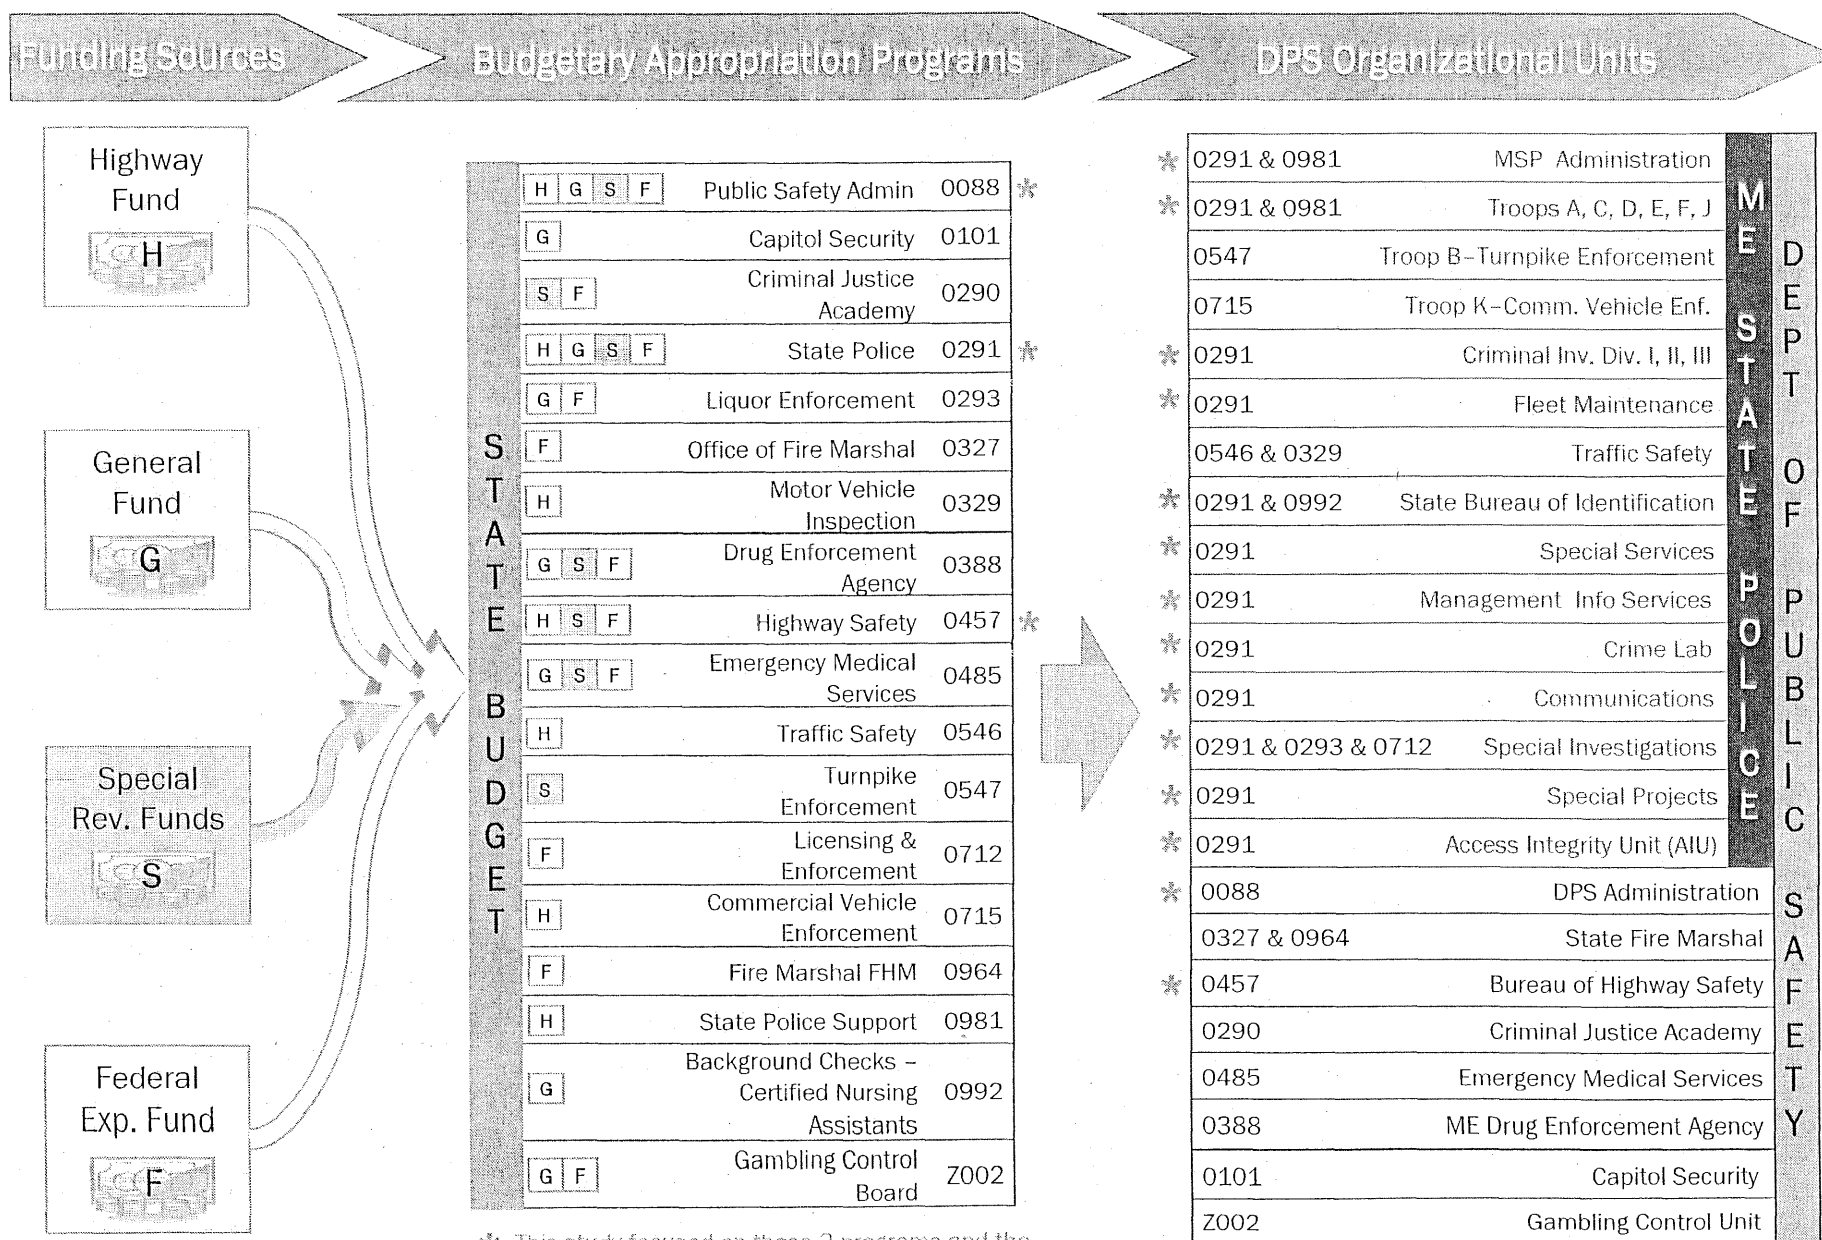 Funding Sources
Budgetary Appropriation Programs
DPS Organizational Units
Highway
Fund
H
General
Fund
G
Special
Rev. Funds
S
Federal
Exp. Fund
F
STATE BUDGET
H G S F Public Safety Admin 0088 *
G Capitol Security 0101
S F Criminal Justice
Academy 0290
H G S F State Police 0291 *
G F Liquor Enforcement 0293
F Office of Fire Marshal 0327
H Motor Vehicle
Inspection 0329
G S F Drug Enforcement
Agency 0388
H S F Highway Safety 0457 *
G S F Emergency Medical
Services 0485
H Traffic Safety 0546
S Turnpike
Enforcement 0547
F Licensing &
Enforcement 0712
H Commercial Vehicle
Enforcement 0715
F Fire Marshal FHM 0964
H State Police Support 0981
G Background Checks –
Certified Nursing 0992
Assistants
G F Gambling Control
Board Z002
* This study focused on these 3 programs and the
* 0291 & 0981 MSP Administration
* 0291 & 0981 Troops A, C, D, E, F, J
0547 Troop B–Turnpike Enforcement
0715 Troop K–Comm. Vehicle Enf.
* 0291 Criminal Inv. Div. I, II, III
* 0291 Fleet Maintenance
0546 & 0329 Traffic Safety
* 0291 & 0992 State Bureau of Identification
* 0291 Special Services
* 0291 Management Info Services
* 0291 Crime Lab
* 0291 Communications
* 0291 & 0293 & 0712 Special Investigations
* 0291 Special Projects
* 0291 Access Integrity Unit (AIU)
* 0088 DPS Administration
0327 & 0964 State Fire Marshal
* 0457 Bureau of Highway Safety
0290 Criminal Justice Academy
0485 Emergency Medical Services
0388 ME Drug Enforcement Agency
0101 Capitol Security
Z002 Gambling Control Unit
ME STATE POLICE
DEPT OF PUBLIC SAFETY